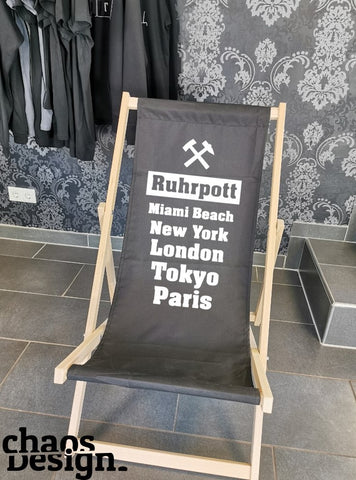 Ruhrpott
Miami Beach
New York
London
Tokyo
Paris
chaos
Design.